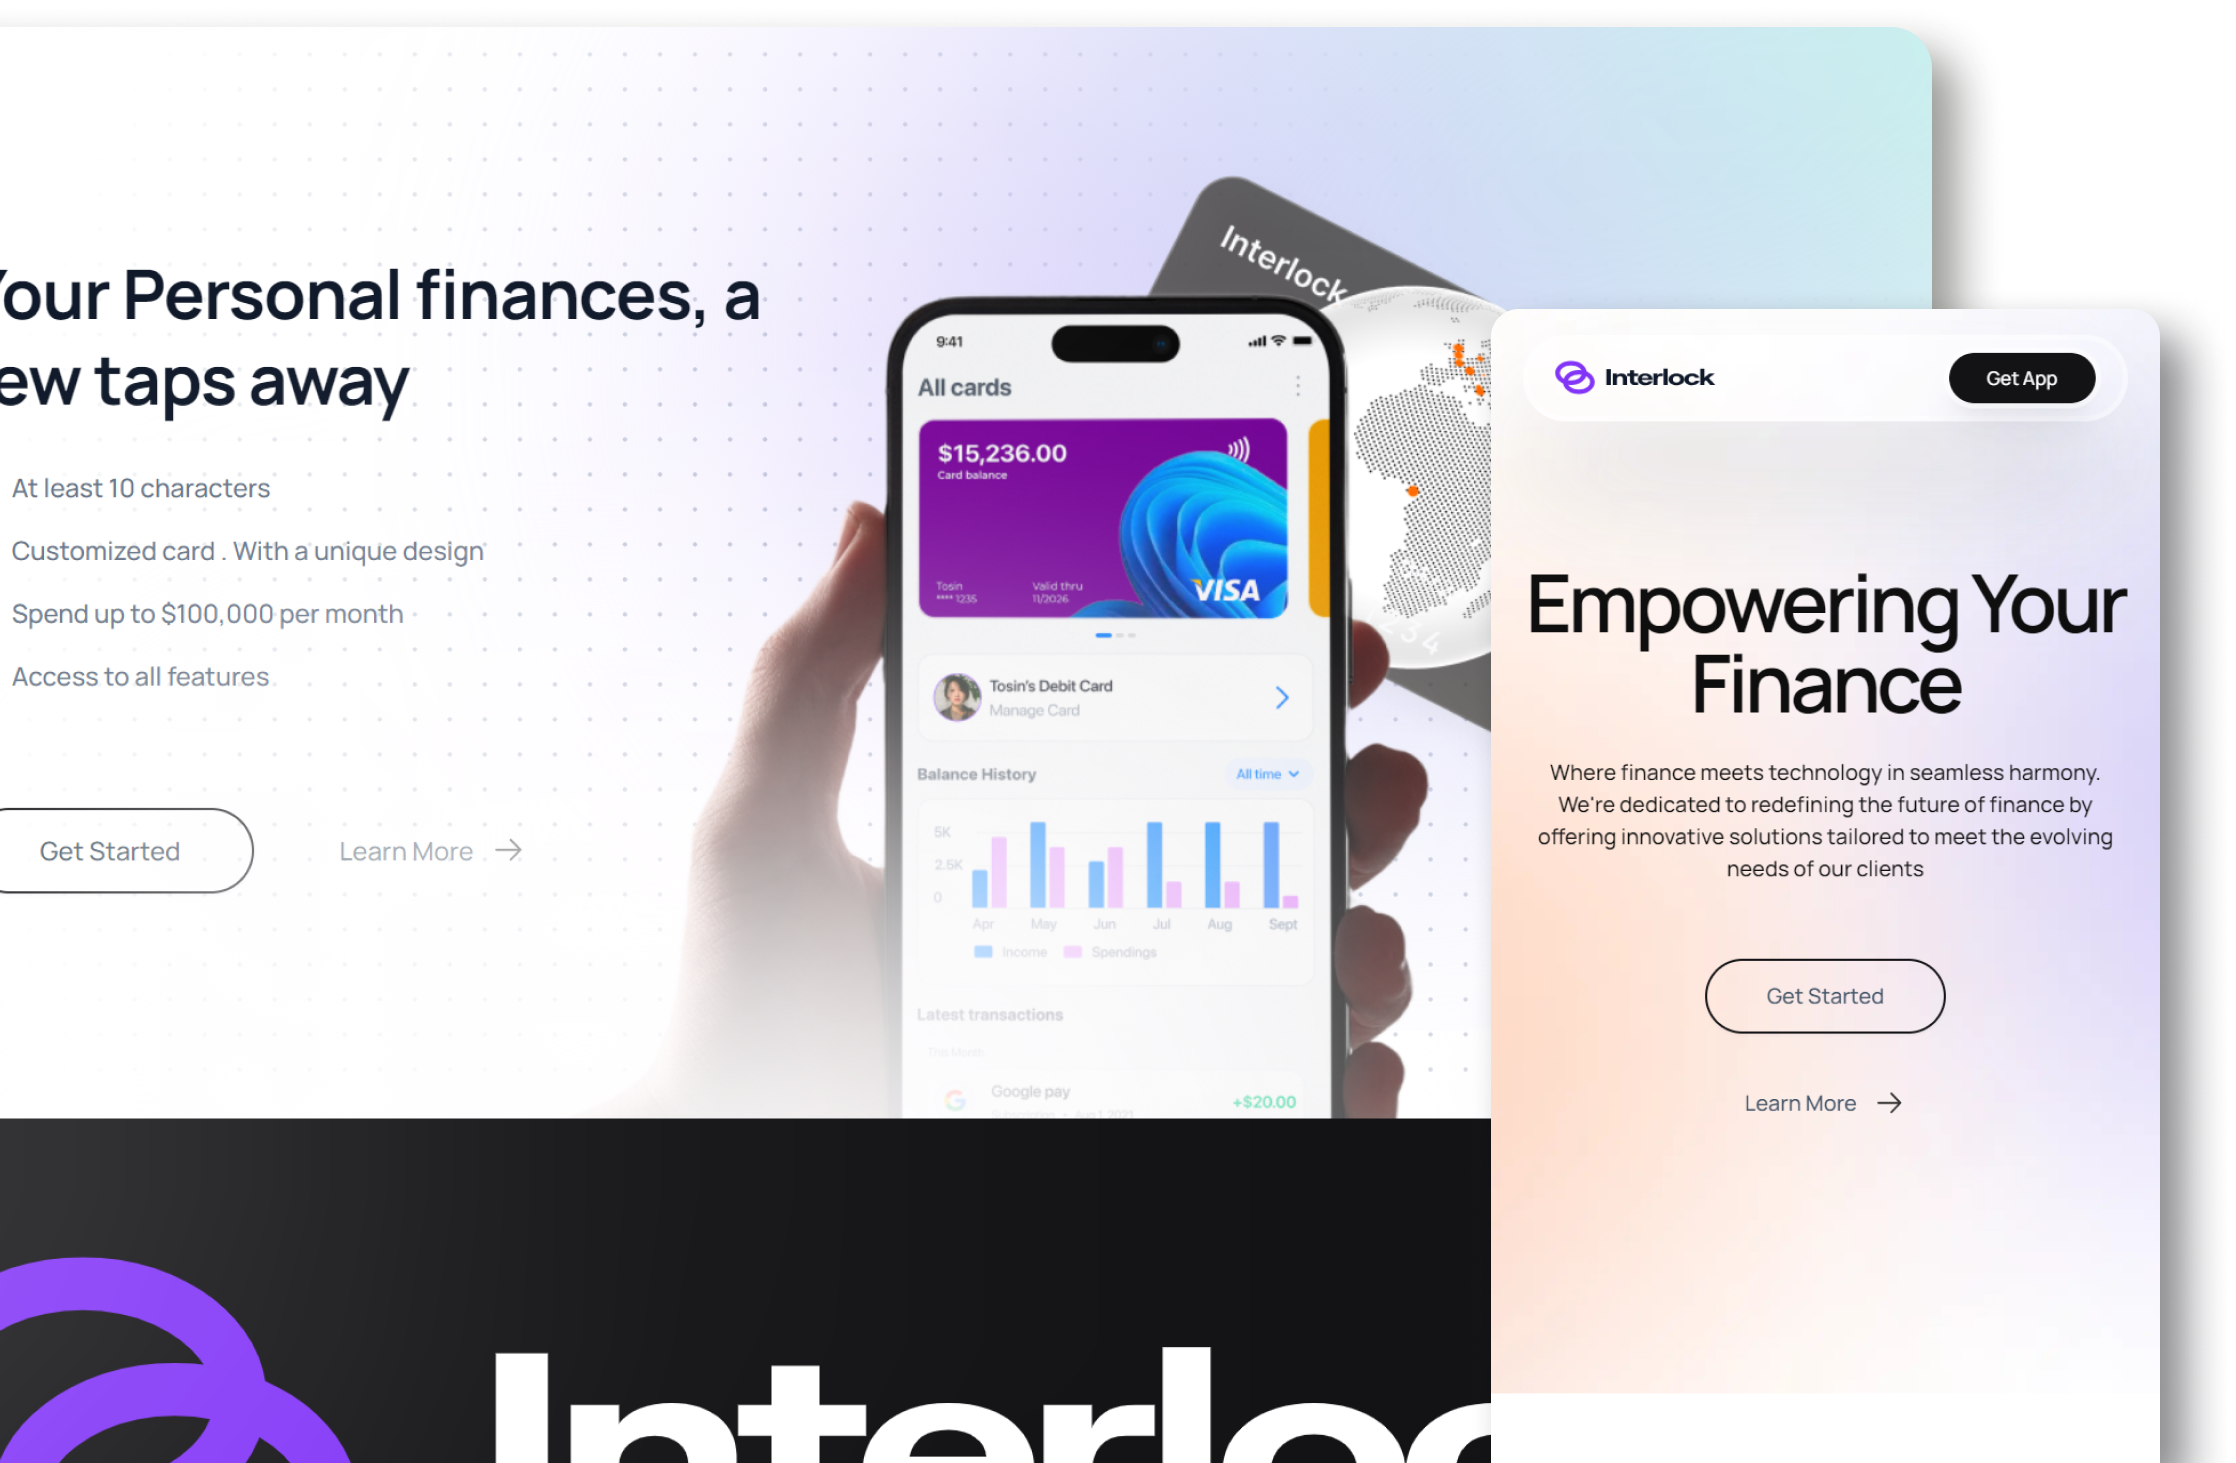 Your Personal finances, a
ew taps away
At least 10 characters
Customized card . With a unique design
Spend up to $100,000 per month
Access to all features
Get Started
Learn More
Interlock
9:41
All cards
$15,236.00
Card balance
Tosin
**** 1235
Valid thru
11/2026
VISA
234
Tosin's Debit Card
Manage Card
Balance History
All time
5K
2.5K
0
Apr May Jun Jul Aug Sept
Income Spendings
Latest transactions
This Month
Google pay
Aug 1, 2021
+$20.00
Interloc
Interlock
Get App
Empowering Your
Finance
Where finance meets technology in seamless harmony.
We're dedicated to redefining the future of finance by
offering innovative solutions tailored to meet the evolving
needs of our clients
Get Started
Learn More